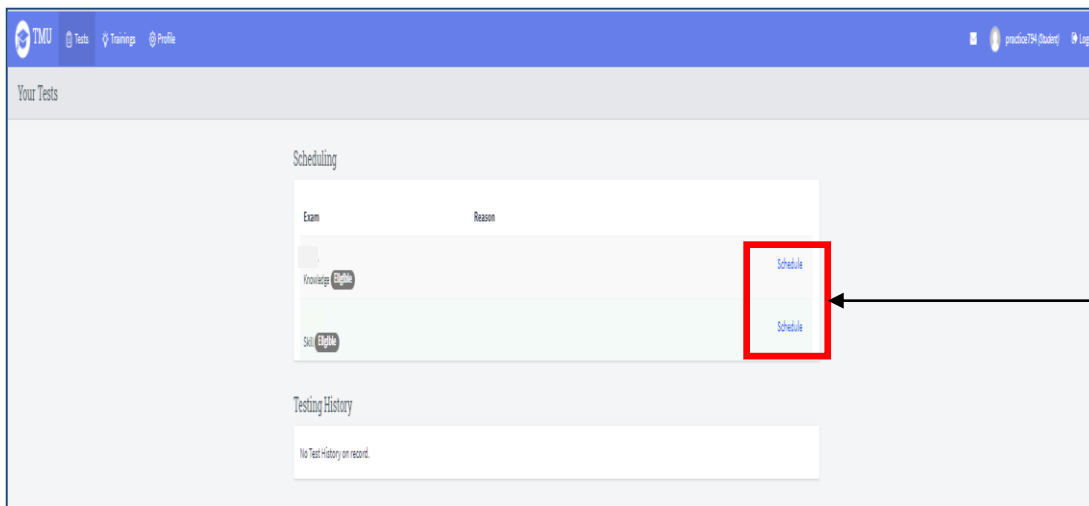 TMU Tests Trainings Profile practice794 (Student) Log
Your Tests
Scheduling
Exam Reason
Schedule
Knowledge Eligible
Schedule
Skill Eligible
Testing History
No Test History on record.